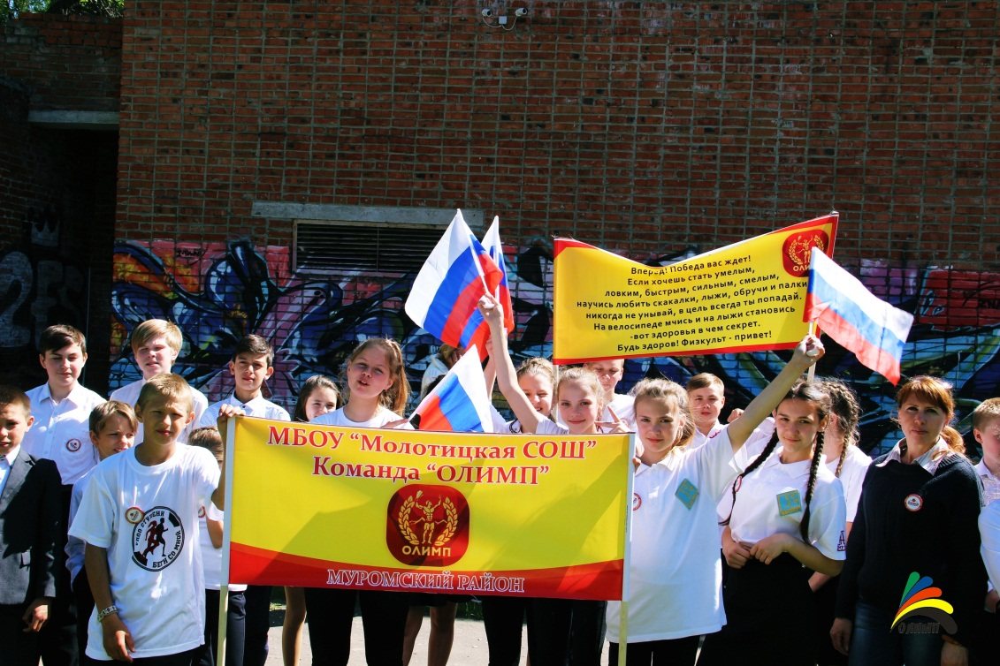 Вперед! Победа вас ждет!
Если хочешь стать умелым,
ловким, быстрым, сильным, смелым,
научись любить скакалки, лыжи, обручи и палки.
никогда не унывай, в цель всегда ты попадай.
На велосипеде мчись и на лыжи становись
-вот здоровья в чем секрет.
Будь здоров! Физкульт - привет!
ОЛИМП
МБОУ "Молотицкая СОШ"
Команда "ОЛИМП"
ОЛИМП
МУРОМСКИЙ РАЙОН
БЕГИ СО МНОЙ